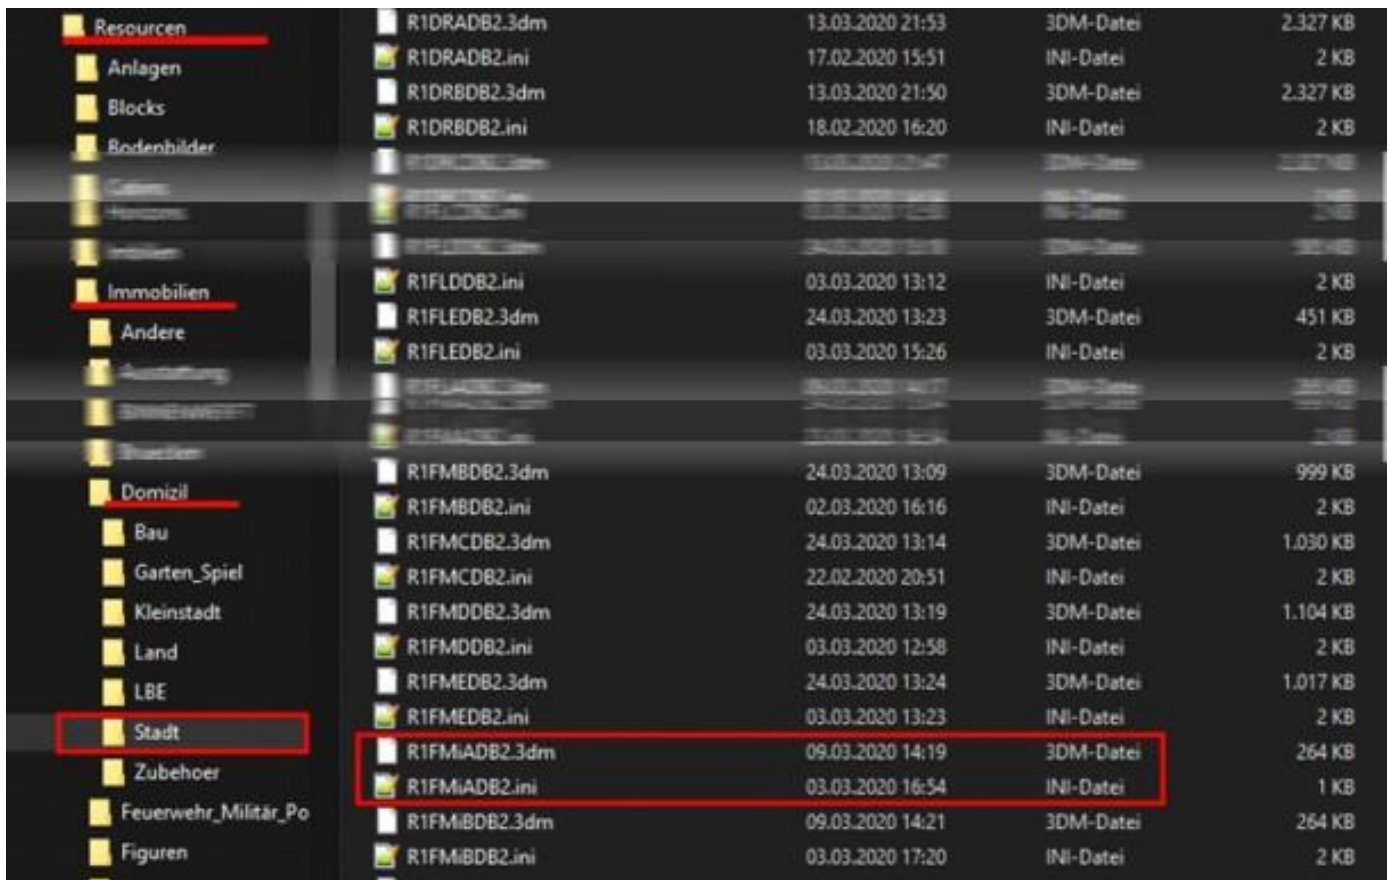 Resourcen
Anlagen
Blocks
Bodenbilder
Immobilien
Andere
Domizil
Bau
Garten_Spiel
Kleinstadt
Land
LBE
Stadt
Zubehoer
Feuerwehr_Militär_Po
Figuren
R1DRADB2.3dm 13.03.2020 21:53 3DM-Datei 2.327 KB
R1DRADB2.ini 17.02.2020 15:51 INI-Datei 2 KB
R1DRBDB2.3dm 13.03.2020 21:50 3DM-Datei 2.327 KB
R1DRBDB2.ini 18.02.2020 16:20 INI-Datei 2 KB
R1FLDDB2.ini 03.03.2020 13:12 INI-Datei 2 KB
R1FLEDB2.3dm 24.03.2020 13:23 3DM-Datei 451 KB
R1FLEDB2.ini 03.03.2020 15:26 INI-Datei 2 KB
R1FMBDB2.3dm 24.03.2020 13:09 3DM-Datei 999 KB
R1FMBDB2.ini 02.03.2020 16:16 INI-Datei 2 KB
R1FMCDB2.3dm 24.03.2020 13:14 3DM-Datei 1.030 KB
R1FMCDB2.ini 22.02.2020 20:51 INI-Datei 2 KB
R1FMDDB2.3dm 24.03.2020 13:19 3DM-Datei 1.104 KB
R1FMDDB2.ini 03.03.2020 12:58 INI-Datei 2 KB
R1FMEDB2.3dm 24.03.2020 13:24 3DM-Datei 1.017 KB
R1FMEDB2.ini 03.03.2020 13:23 INI-Datei 2 KB
R1FMiADB2.3dm 09.03.2020 14:19 3DM-Datei 264 KB
R1FMiADB2.ini 03.03.2020 16:54 INI-Datei 1 KB
R1FMiBDB2.3dm 09.03.2020 14:21 3DM-Datei 264 KB
R1FMiBDB2.ini 03.03.2020 17:20 INI-Datei 2 KB